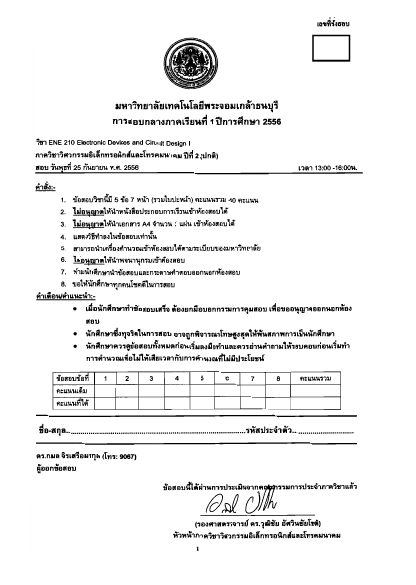 เลขที่นั่งสอบ
มหาวิทยาลัยเทคโนโลยีพระจอมเกล้าธนบุรี
การสอบกลางภาคเรียนที่ 1 ปีการศึกษา 2556
วิชา ENE 210 Electronic Devices and Circuit Design I
ภาควิชาวิศวกรรมอิเล็กทรอนิกส์และโทรคมนาคม ปีที่ 2 (ปกติ)
สอบ วันพุธที่ 25 กันยายน พ.ศ. 2556 เวลา 13:00 -16:00น.
คำสั่ง:-
1. ข้อสอบวิชานี้มี 5 ข้อ 7 หน้า (รวมใบปะหน้า) คะแนนรวม 40 คะแนน
2. ไม่อนุญาตให้นำหนังสือประกอบการเรียนเข้าห้องสอบได้
3. ไม่อนุญาตให้นำเอกสาร A4 จำนวน 1 แผ่น เข้าห้องสอบได้
4. แสดงวิธีทำลงในข้อสอบเท่านั้น
5. สามารถนำเครื่องคำนวณเข้าห้องสอบได้ตามระเบียบของมหาวิทยาลัย
6. ไม่อนุญาตให้นำพจนานุกรมเข้าห้องสอบ
7. ห้ามนักศึกษานำข้อสอบและกระดาษคำตอบออกนอกห้องสอบ
8. ขอให้นักศึกษาทุกคนโชคดีในการสอบ
คำเตือน/คำแนะนำ:-
• เมื่อนักศึกษาทำข้อสอบเสร็จ ต้องยกมือบอกกรรมการคุมสอบ เพื่อขออนุญาตออกนอกห้อง
สอบ
• นักศึกษาซึ่งทุจริตในการสอบ อาจถูกพิจารณาโทษสูงสุดให้พ้นสภาพการเป็นนักศึกษา
• นักศึกษาควรดูข้อสอบทั้งหมดก่อนเริ่มลงมือทำและควรอ่านคำถามให้รอบคอบก่อนเริ่มทำ
การคำนวณเพื่อไม่ให้เสียเวลากับการคำนวณที่ไม่มีประโยชน์
ข้อสอบข้อที่ 1 2 3 4 5 6 7 8 คะแนนรวม
คะแนนเต็ม
คะแนนที่ได้
ชื่อ-สกุล....................รหัสประจำตัว....................
ดร.กมล จิรเสรีอมรกุล (โทร: 9067)
ผู้ออกข้อสอบ
ข้อสอบนี้ได้ผ่านการประเมินจากคณะกรรมการประจำภาควิชาแล้ว
(รองศาสตราจารย์ ดร.วุฒิชัย อัศวินชัยโชติ)
หัวหน้าภาควิชาวิศวกรรมอิเล็กทรอนิกส์และโทรคมนาคม
1